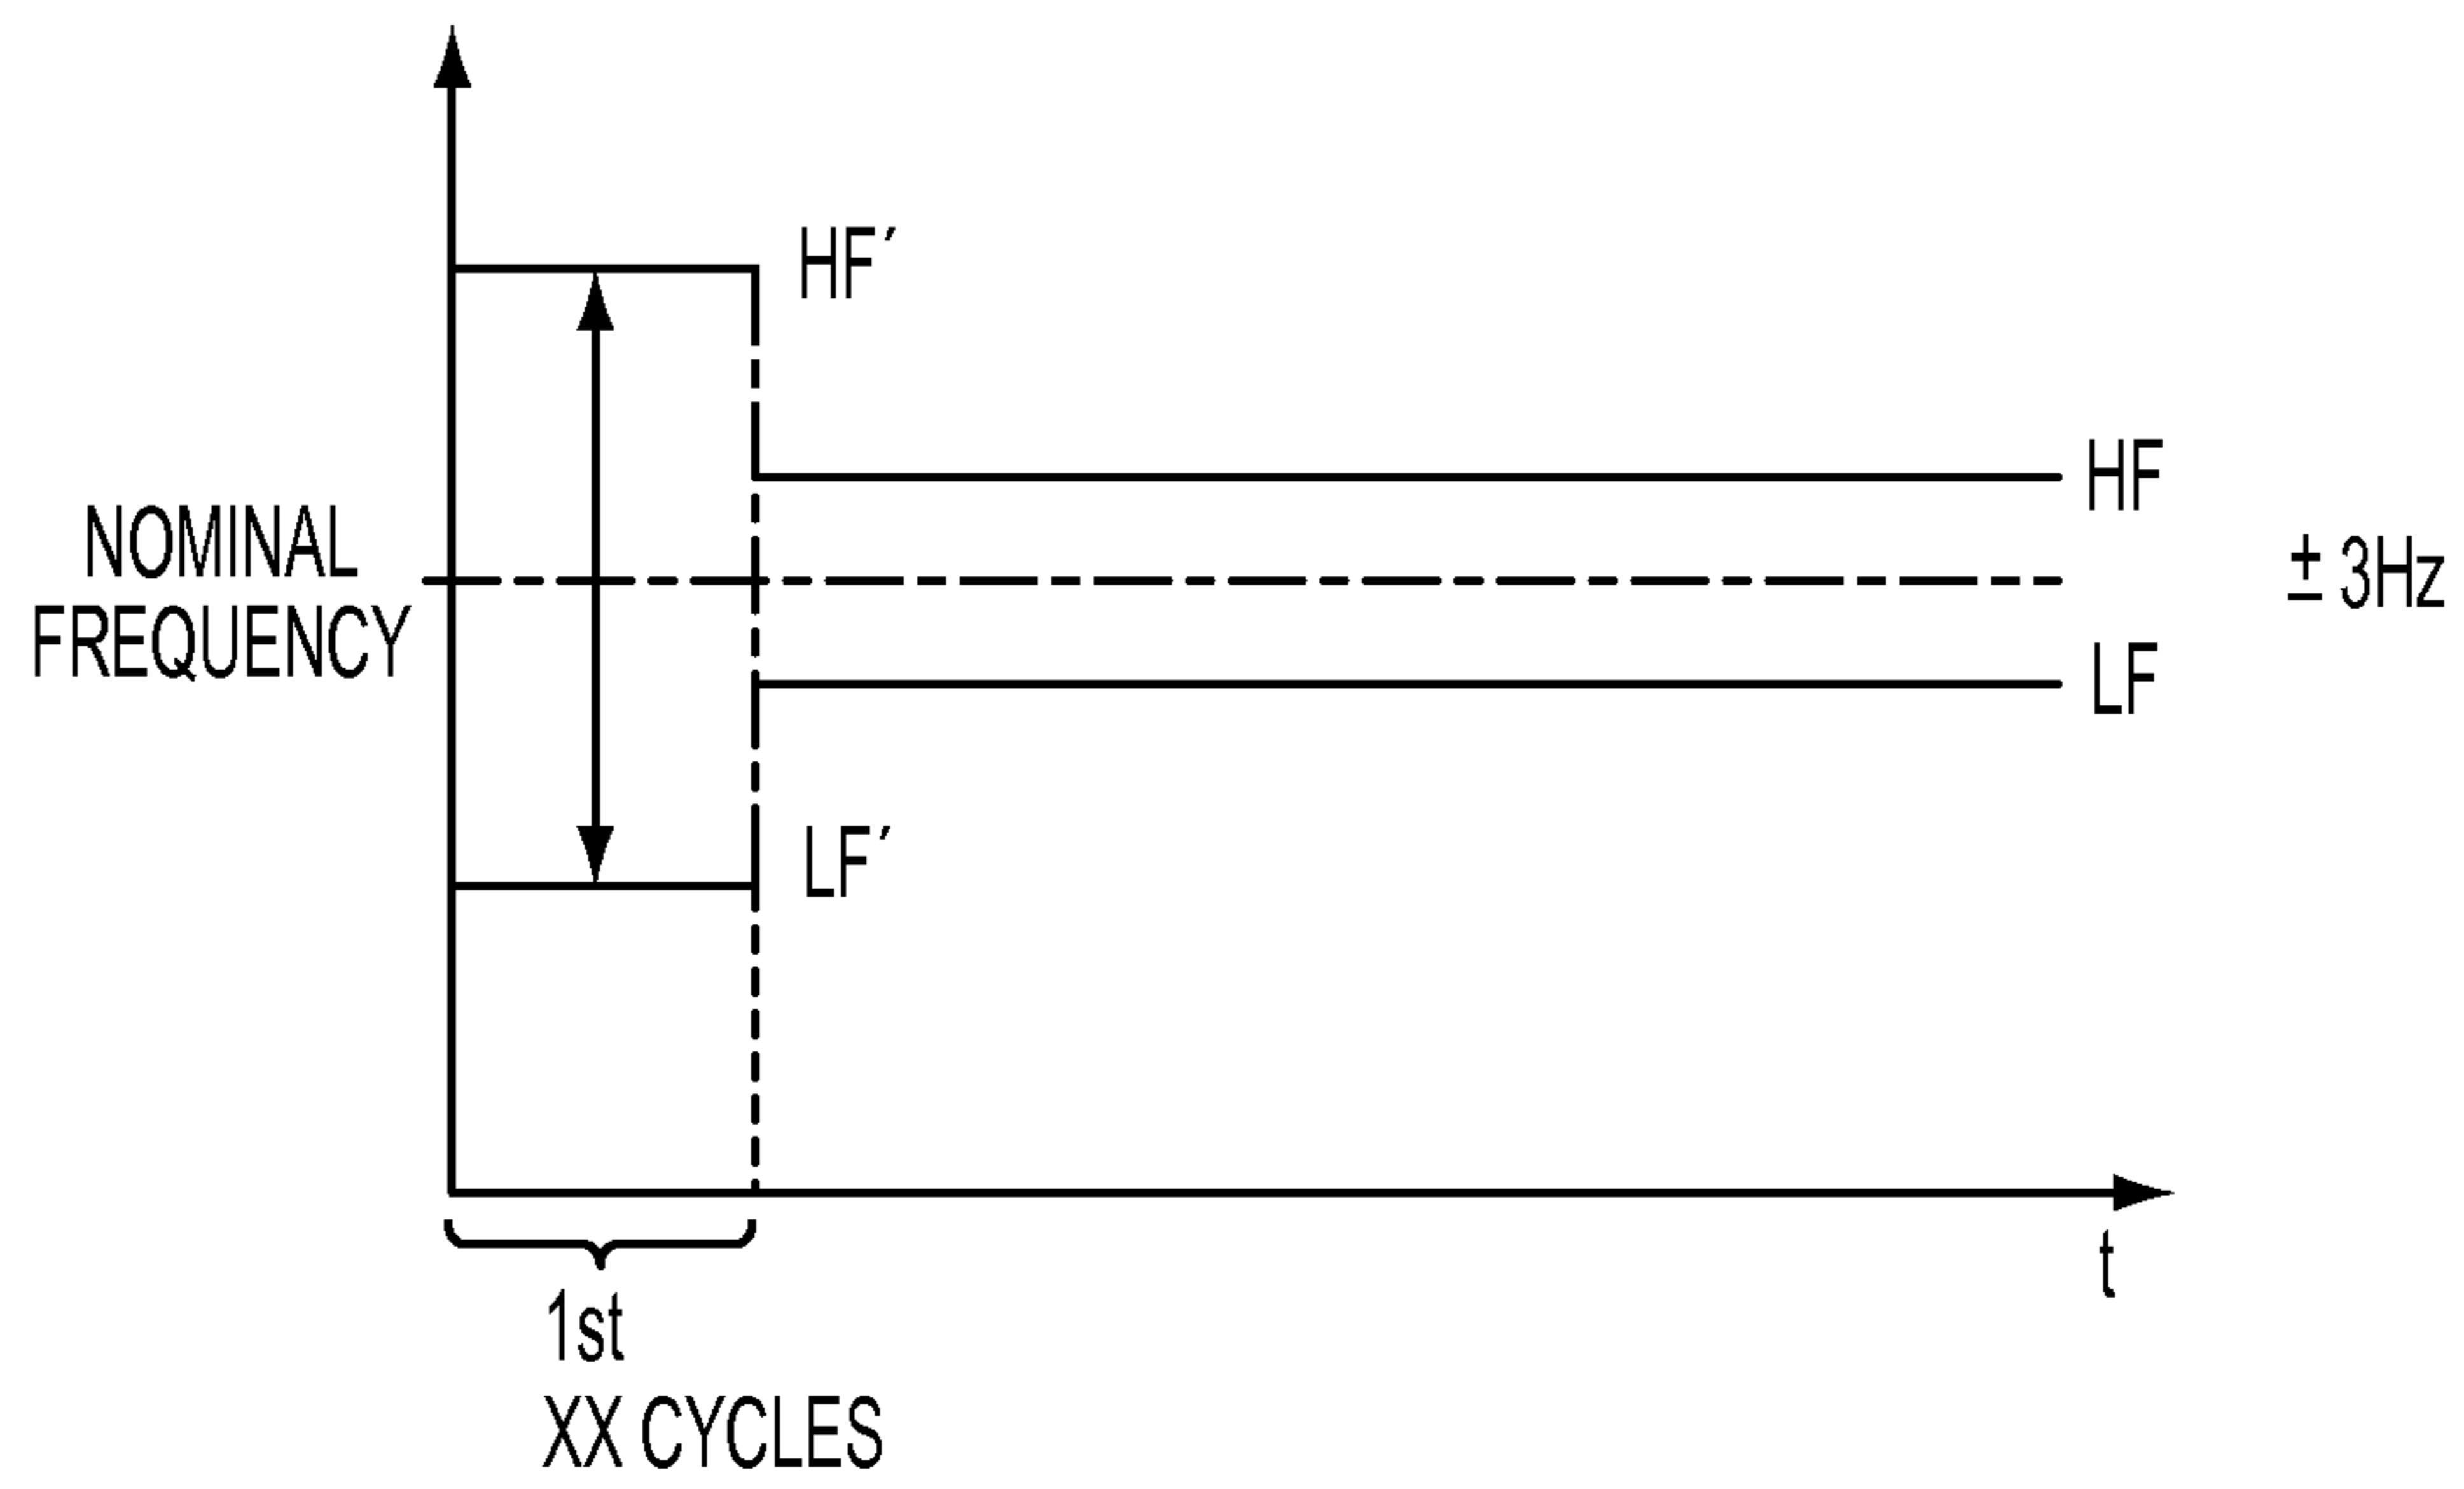 HF´
HF
NOMINAL
FREQUENCY
± 3Hz
LF
LF´
t
1st
XX CYCLES